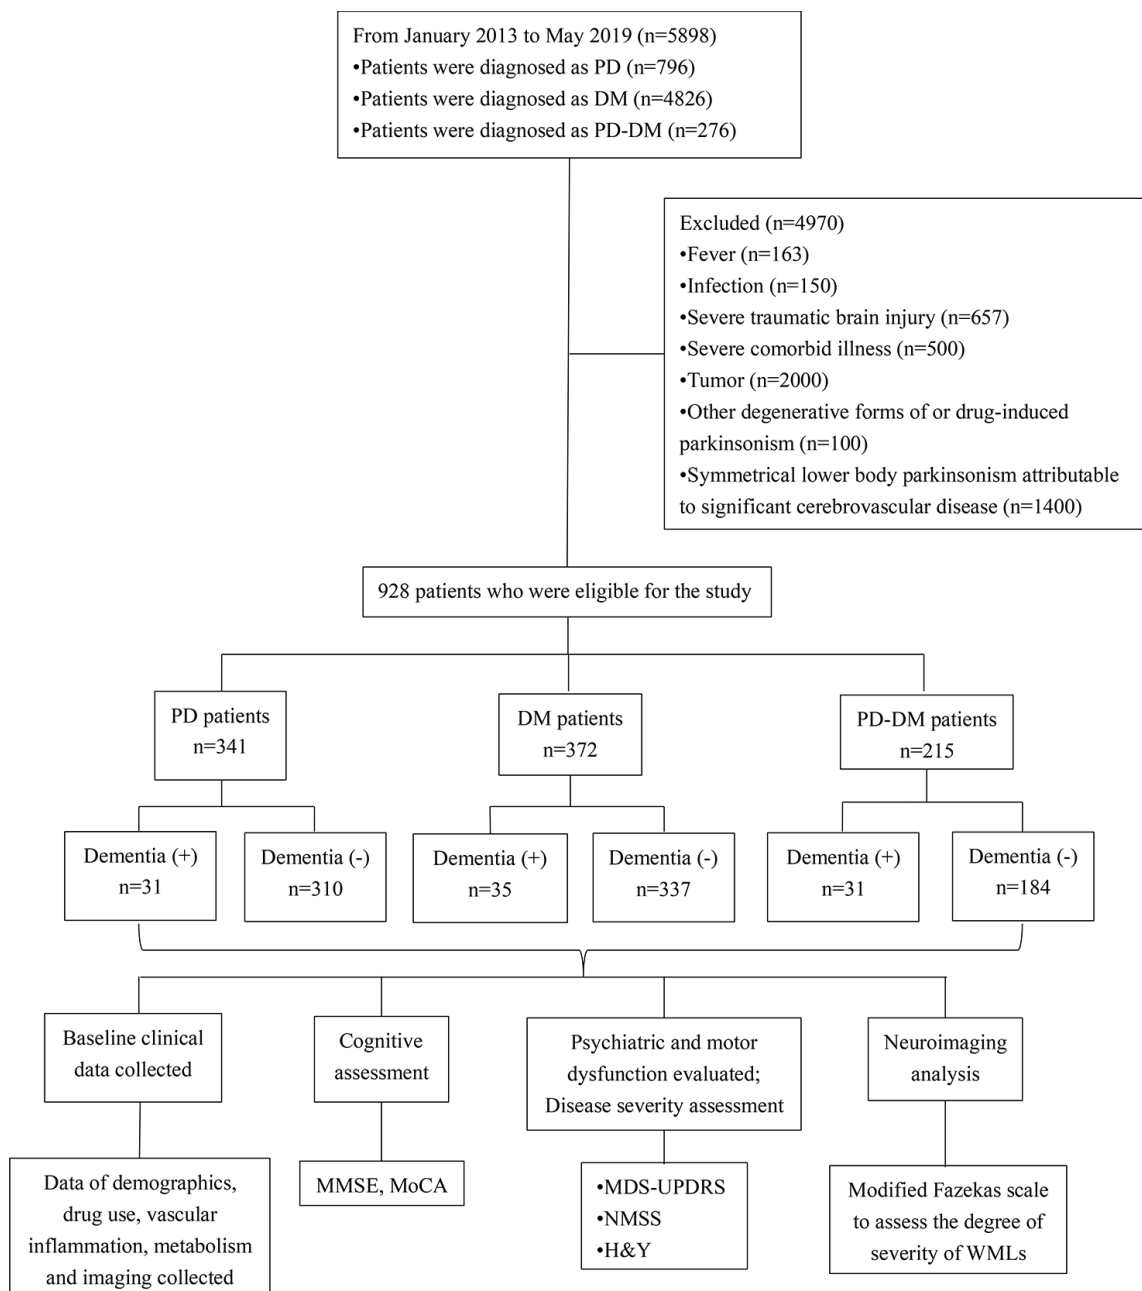 From January 2013 to May 2019 (n=5898)
•Patients were diagnosed as PD (n=796)
•Patients were diagnosed as DM (n=4826)
•Patients were diagnosed as PD-DM (n=276)
Excluded (n=4970)
•Fever (n=163)
•Infection (n=150)
•Severe traumatic brain injury (n=657)
•Severe comorbid illness (n=500)
•Tumor (n=2000)
•Other degenerative forms of or drug-induced
parkinsonism (n=100)
•Symmetrical lower body parkinsonism attributable
to significant cerebrovascular disease (n=1400)
928 patients who were eligible for the study
PD patients
n=341
DM patients
n=372
PD-DM patients
n=215
Dementia (+)
n=31
Dementia (-)
n=310
Dementia (+)
n=35
Dementia (-)
n=337
Dementia (+)
n=31
Dementia (-)
n=184
Baseline clinical
data collected
Cognitive
assessment
Psychiatric and motor
dysfunction evaluated;
Disease severity assessment
Neuroimaging
analysis
Data of demographics,
drug use, vascular
inflammation, metabolism
and imaging collected
MMSE, MoCA
•MDS-UPDRS
•NMSS
•H&Y
Modified Fazekas scale
to assess the degree of
severity of WMLs